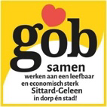 gob
samen
werken aan een leefbaar
en economisch sterk
Sittard-Geleen
in dorp én stad!